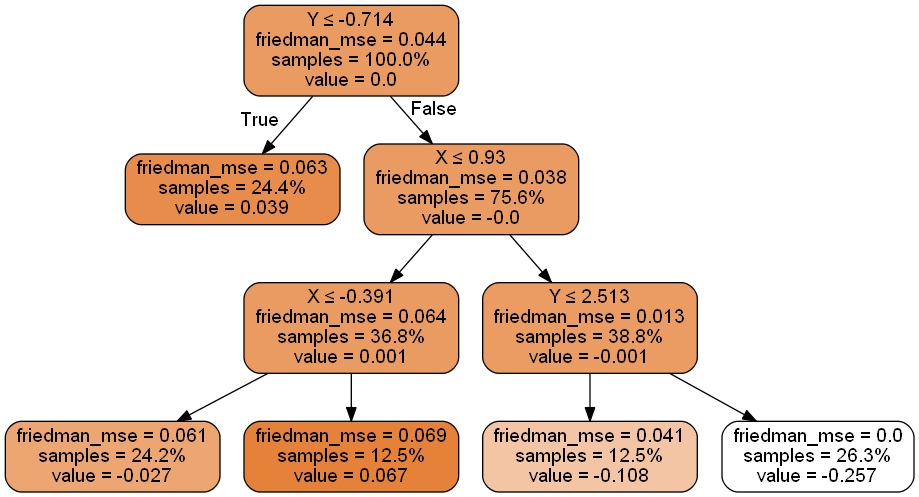 Y ≤ -0.714
friedman_mse = 0.044
samples = 100.0%
value = 0.0
True
False
friedman_mse = 0.063
samples = 24.4%
value = 0.039
X ≤ 0.93
friedman_mse = 0.038
samples = 75.6%
value = -0.0
X ≤ -0.391
friedman_mse = 0.064
samples = 36.8%
value = 0.001
Y ≤ 2.513
friedman_mse = 0.013
samples = 38.8%
value = -0.001
friedman_mse = 0.061
samples = 24.2%
value = -0.027
friedman_mse = 0.069
samples = 12.5%
value = 0.067
friedman_mse = 0.041
samples = 12.5%
value = -0.108
friedman_mse = 0.0
samples = 26.3%
value = -0.257